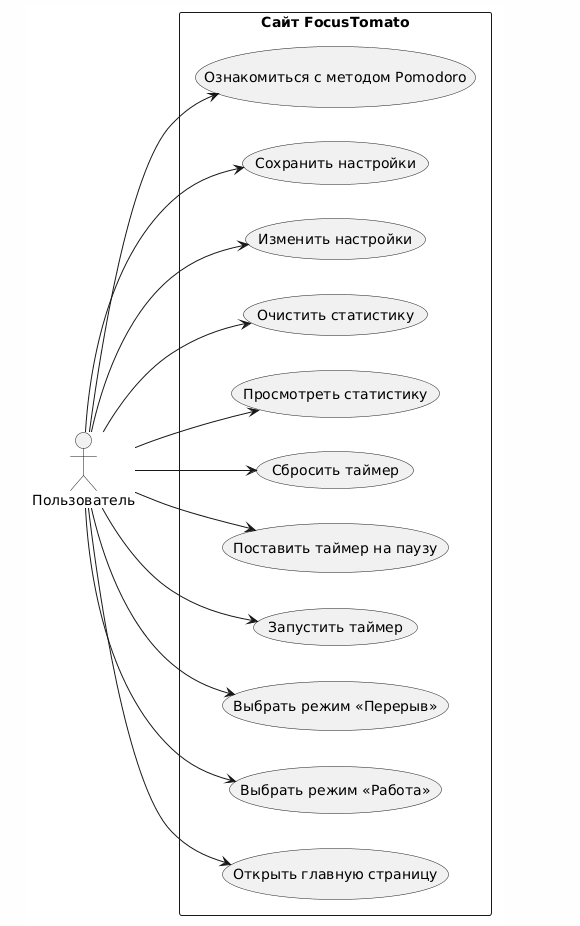 Сайт FocusTomato
Ознакомиться с методом Pomodoro
Сохранить настройки
Изменить настройки
Очистить статистику
Просмотреть статистику
Сбросить таймер
Пользователь
Поставить таймер на паузу
Запустить таймер
Выбрать режим «Перерыв»
Выбрать режим «Работа»
Открыть главную страницу